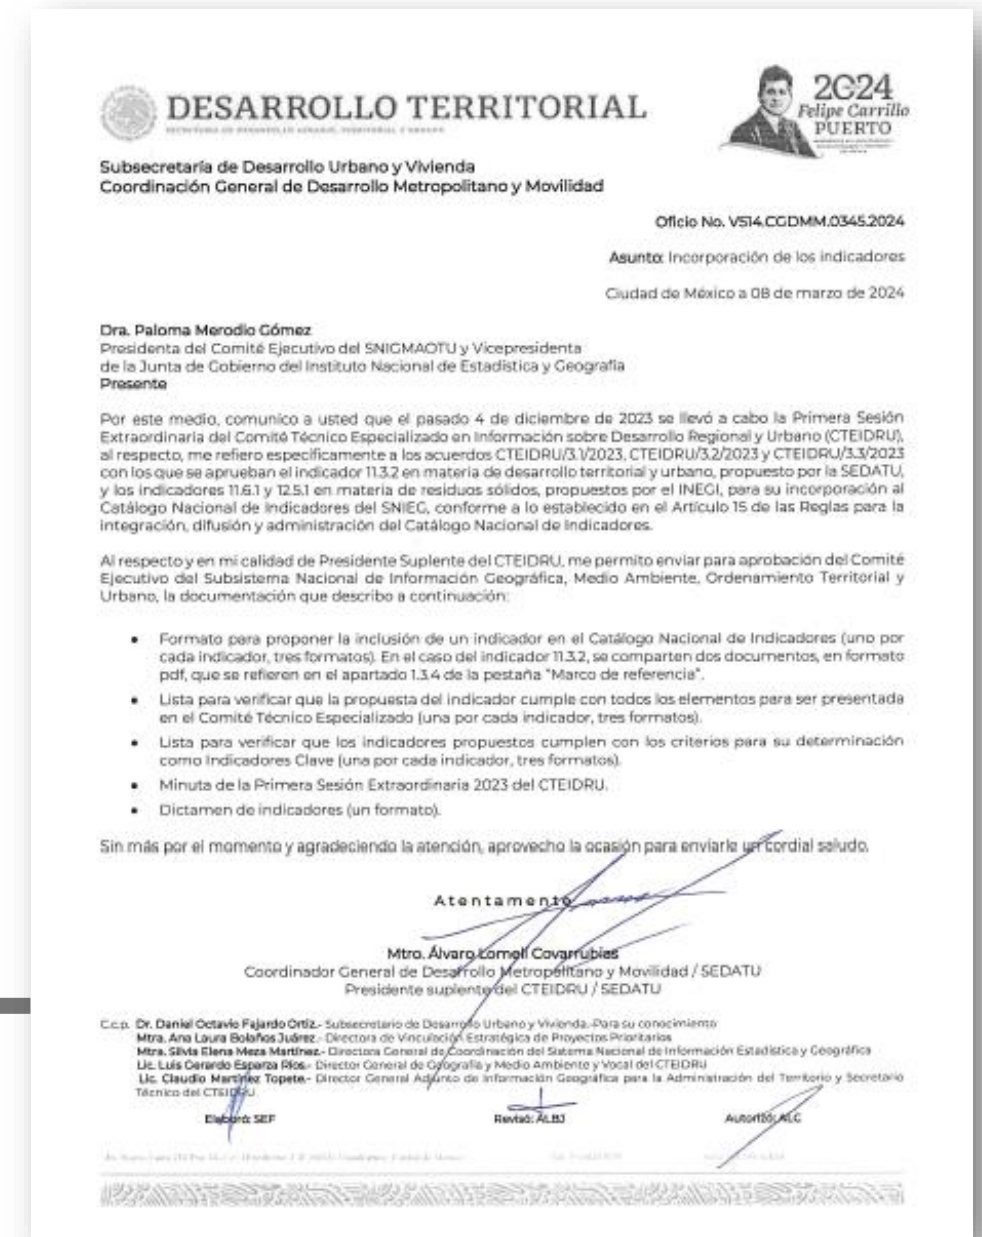 DESARROLLO TERRITORIAL
SECRETARÍA DE DESARROLLO AGRARIO, TERRITORIAL Y URBANO
2024
Felipe Carrillo
PUERTO
Subsecretaría de Desarrollo Urbano y Vivienda
Coordinación General de Desarrollo Metropolitano y Movilidad
Oficio No. V514.CGDMM.0345.2024
Asunto: Incorporación de los indicadores
Ciudad de México a 08 de marzo de 2024
Dra. Paloma Merodio Gómez
Presidenta del Comité Ejecutivo del SNIGMAOTU y Vicepresidenta
de la Junta de Gobierno del Instituto Nacional de Estadística y Geografía
Presente
Por este medio, comunico a usted que el pasado 4 de diciembre de 2023 se llevó a cabo la Primera Sesión
Extraordinaria del Comité Técnico Especializado en Información sobre Desarrollo Regional y Urbano (CTEIDRU),
al respecto, me refiero específicamente a los acuerdos CTEIDRU/3.1/2023, CTEIDRU/3.2/2023 y CTEIDRU/3.3/2023
con los que se aprueban el indicador 11.3.2 en materia de desarrollo territorial y urbano, propuesto por la SEDATU,
y los indicadores 11.6.1 y 12.5.1 en materia de residuos sólidos, propuestos por el INEGI, para su incorporación al
Catálogo Nacional de Indicadores del SNIEG, conforme a lo establecido en el Artículo 15 de las Reglas para la
integración, difusión y administración del Catálogo Nacional de Indicadores.
Al respecto y en mi calidad de Presidente Suplente del CTEIDRU, me permito enviar para aprobación del Comité
Ejecutivo del Subsistema Nacional de Información Geográfica, Medio Ambiente, Ordenamiento Territorial y
Urbano, la documentación que describo a continuación:
• Formato para proponer la inclusión de un indicador en el Catálogo Nacional de Indicadores (uno por
cada indicador, tres formatos). En el caso del indicador 11.3.2, se comparten dos documentos, en formato
pdf, que se refieren en el apartado 1.3.4 de la pestaña "Marco de referencia".
• Lista para verificar que la propuesta del indicador cumple con todos los elementos para ser presentada
en el Comité Técnico Especializado (una por cada indicador, tres formatos).
• Lista para verificar que los indicadores propuestos cumplen con los criterios para su determinación
como Indicadores Clave (una por cada indicador, tres formatos).
• Minuta de la Primera Sesión Extraordinaria 2023 del CTEIDRU.
• Dictamen de indicadores (un formato).
Sin más por el momento y agradeciendo la atención, aprovecho la ocasión para enviarle un cordial saludo.
Atentamente
Mtro. Álvaro Lomelí Covarrubias
Coordinador General de Desarrollo Metropolitano y Movilidad / SEDATU
Presidente suplente del CTEIDRU / SEDATU
C.c.p. Dr. Daniel Octavio Fajardo Ortiz.- Subsecretario de Desarrollo Urbano y Vivienda.-Para su conocimiento
Mtra. Ana Laura Bolaños Juárez.- Directora de Vinculación Estratégica de Proyectos Prioritarios
Mtra. Silvia Elena Meza Martínez.- Directora General de Coordinación del Sistema Nacional de Información Estadística y Geográfica
Lic. Luis Gerardo Esparza Ríos.- Director General de Geografía y Medio Ambiente y Vocal del CTEIDRU
Lic. Claudio Martínez Topete.- Director General Adjunto de Información Geográfica para la Administración del Territorio y Secretario
Técnico del CTEIDRU
Elaboró: SEF Revisó: ALBJ Autorizó: ALC